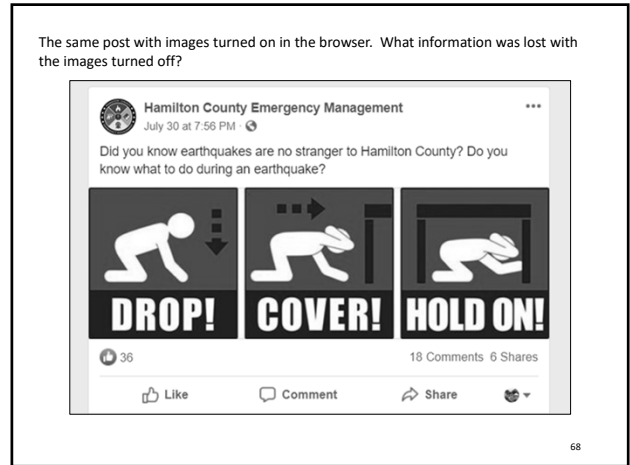 The same post with images turned on in the browser.  What information was lost with
the images turned off?
Hamilton County Emergency Management
July 30 at 7:56 PM ·
Did you know earthquakes are no stranger to Hamilton County? Do you
know what to do during an earthquake?
DROP! COVER! HOLD ON!
36 18 Comments 6 Shares
Like Comment Share
68